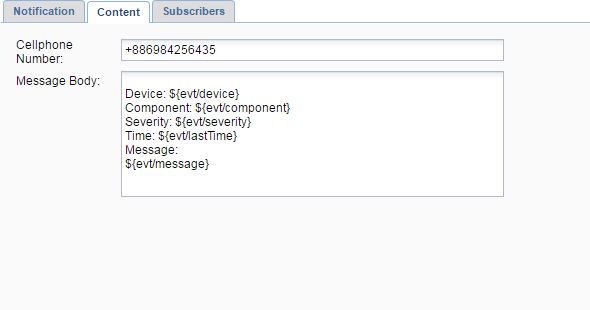 Notification Content Subscribers
Cellphone Number: +886984256435
Message Body:
Device: ${evt/device}
Component: ${evt/component}
Severity: ${evt/severity}
Time: ${evt/lastTime}
Message:
${evt/message}